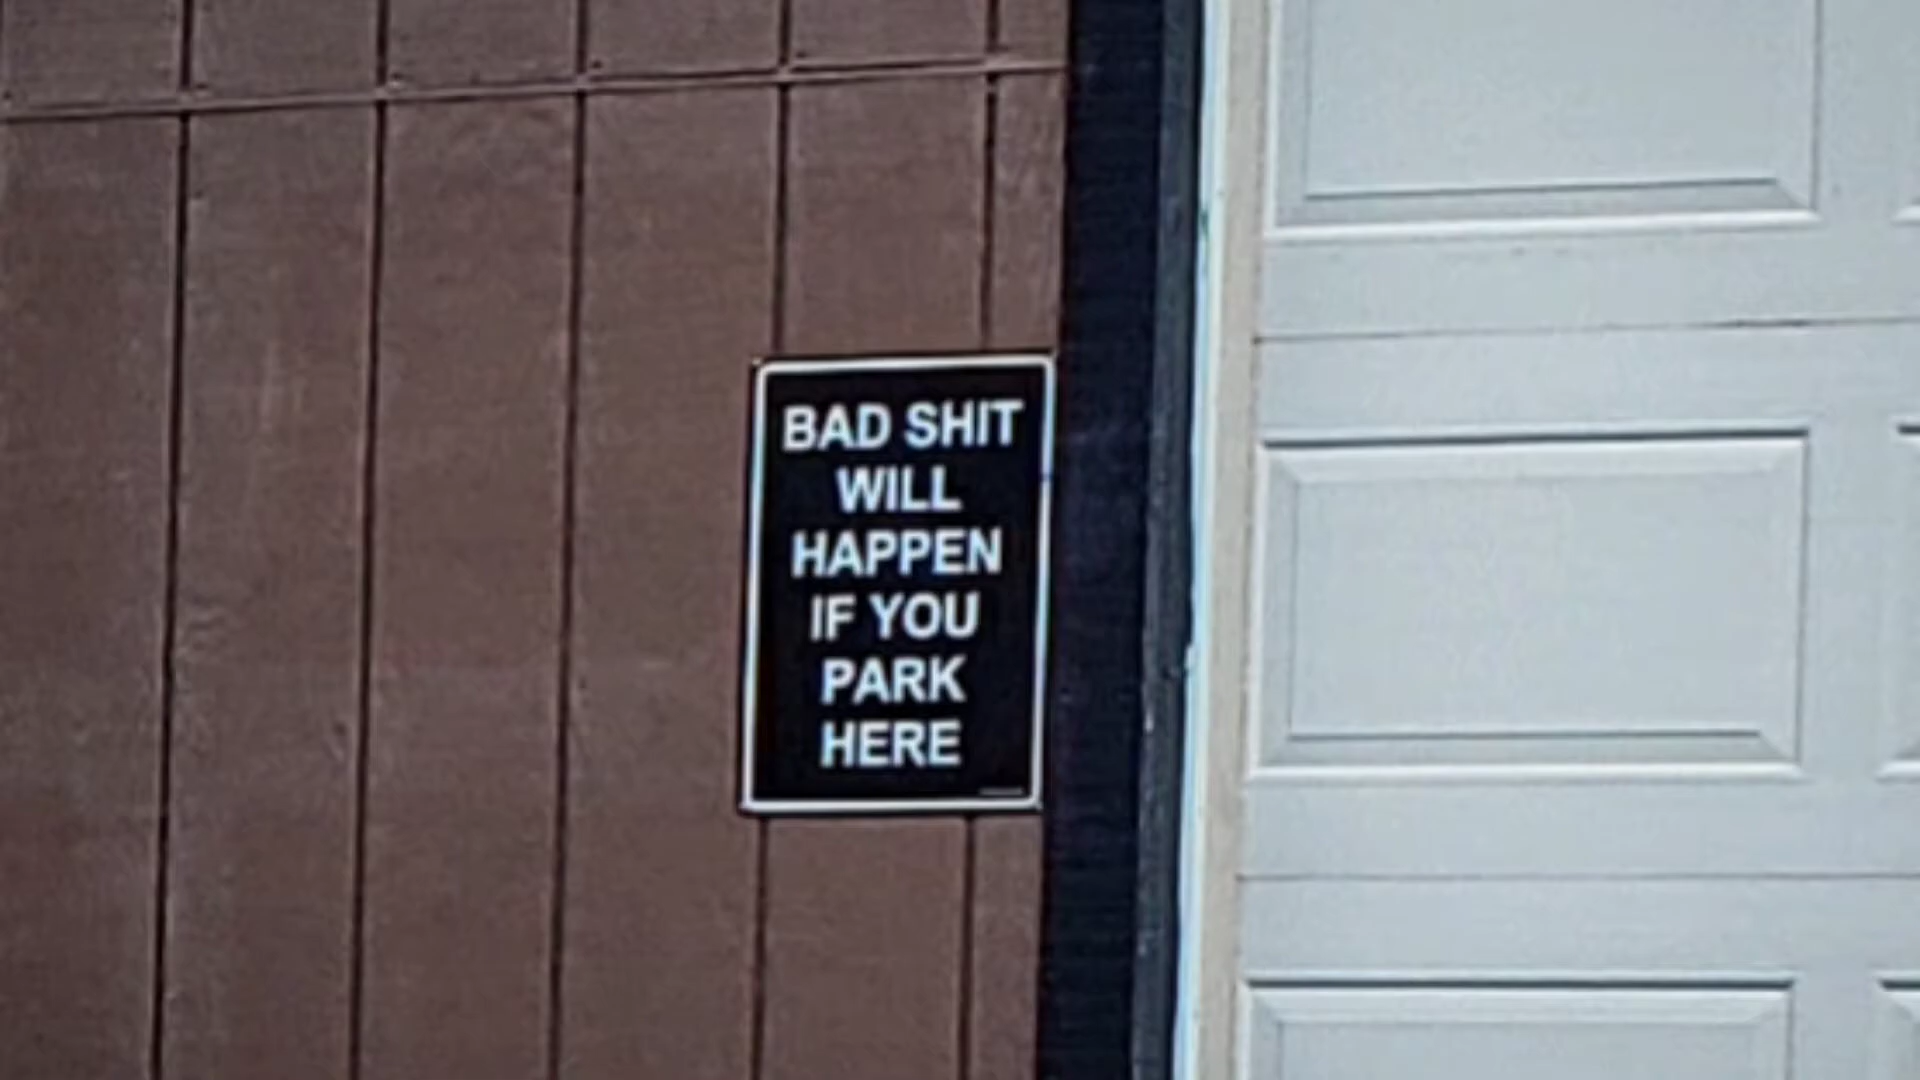 BAD SHIT
WILL
HAPPEN
IF YOU
PARK
HERE